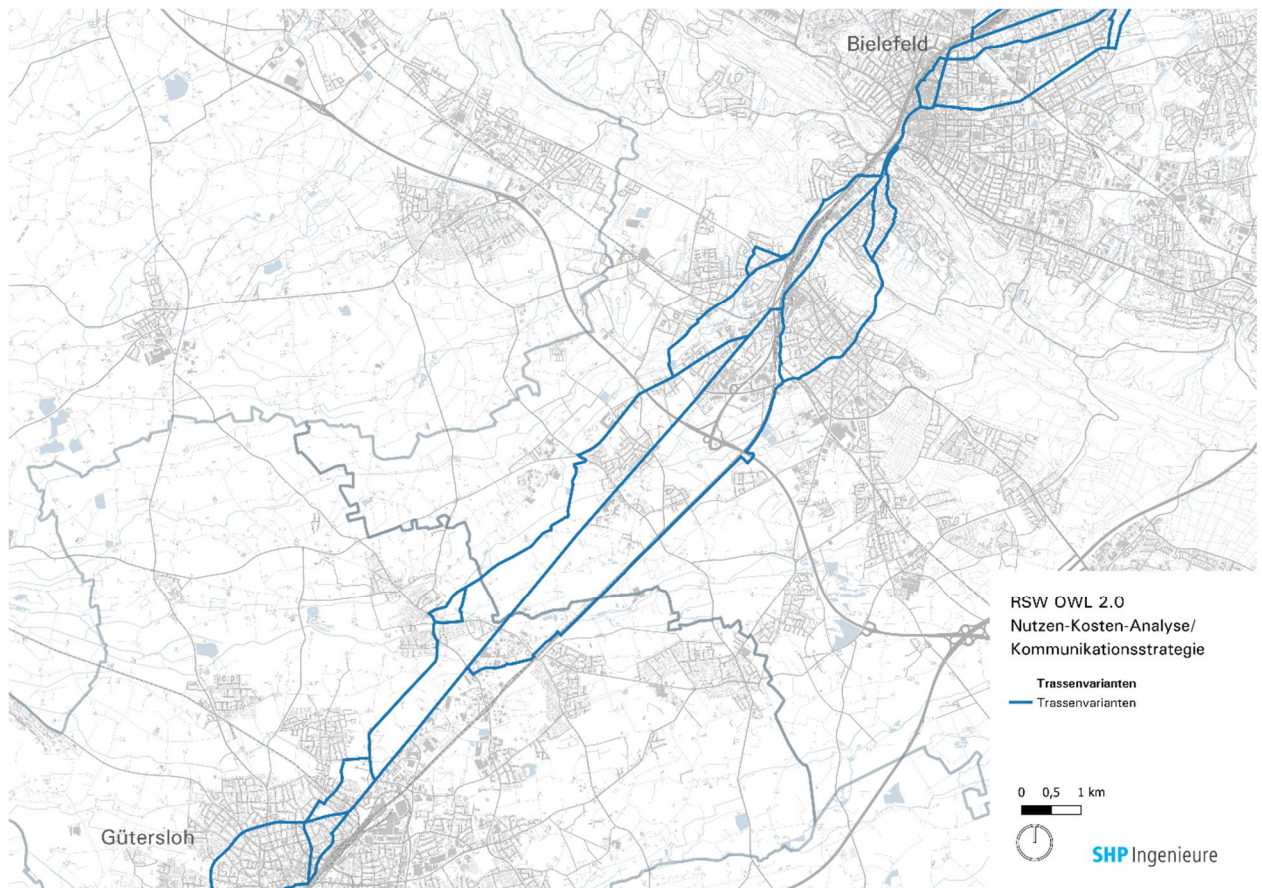 Bielefeld
RSW OWL 2.0
Nutzen-Kosten-Analyse/
Kommunikationsstrategie
Trassenvarianten
Trassenvarianten
0 0,5 1 km
Gütersloh
SHP Ingenieure